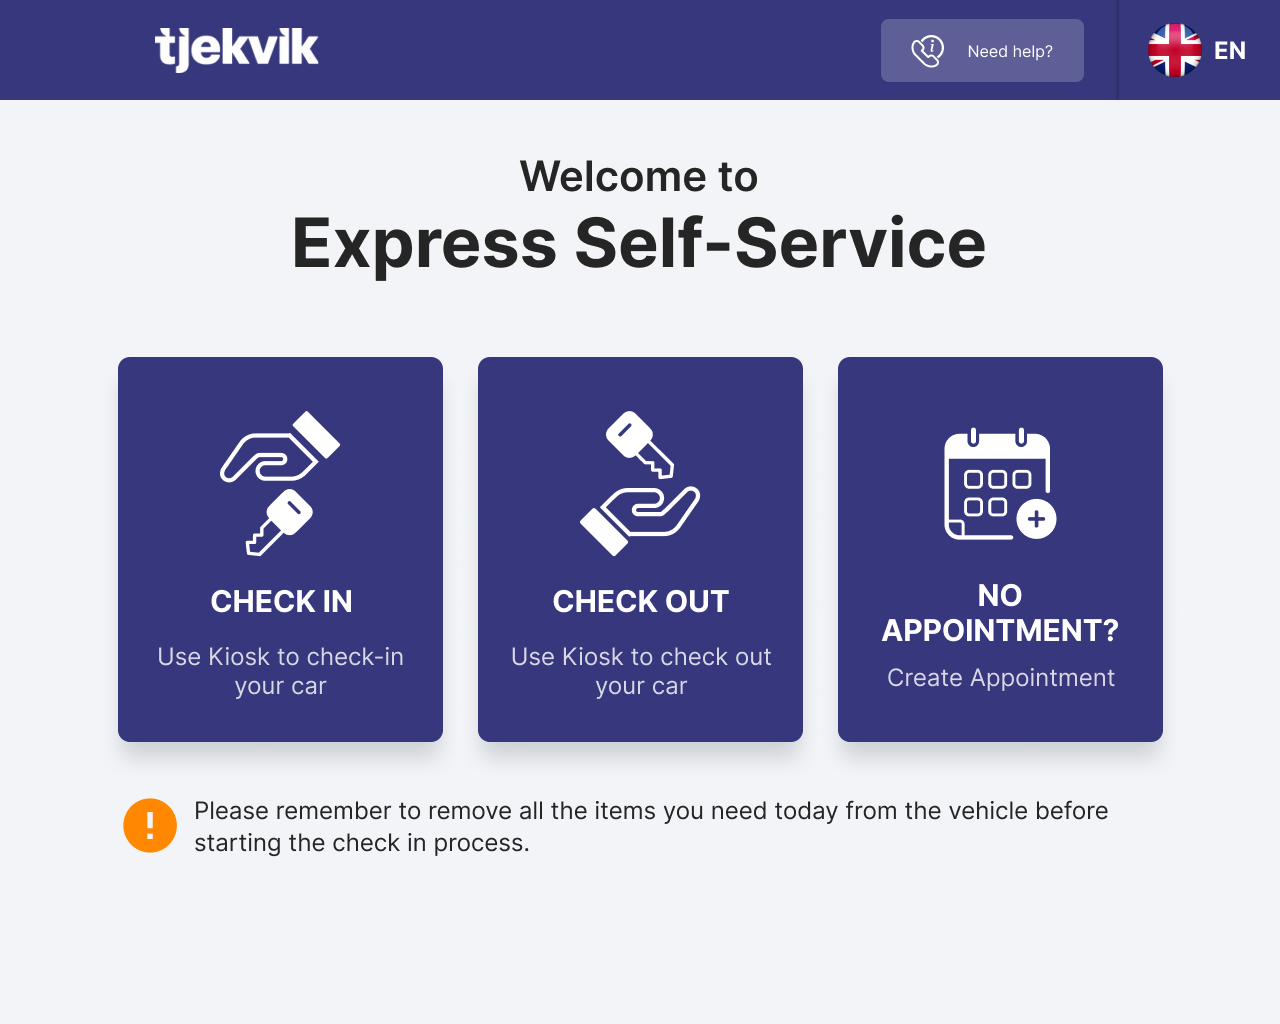 tjekvik
Need help?
EN
Welcome to
Express Self-Service
CHECK IN
Use Kiosk to check-in
your car
CHECK OUT
Use Kiosk to check out
your car
NO
APPOINTMENT?
Create Appointment
Please remember to remove all the items you need today from the vehicle before
starting the check in process.